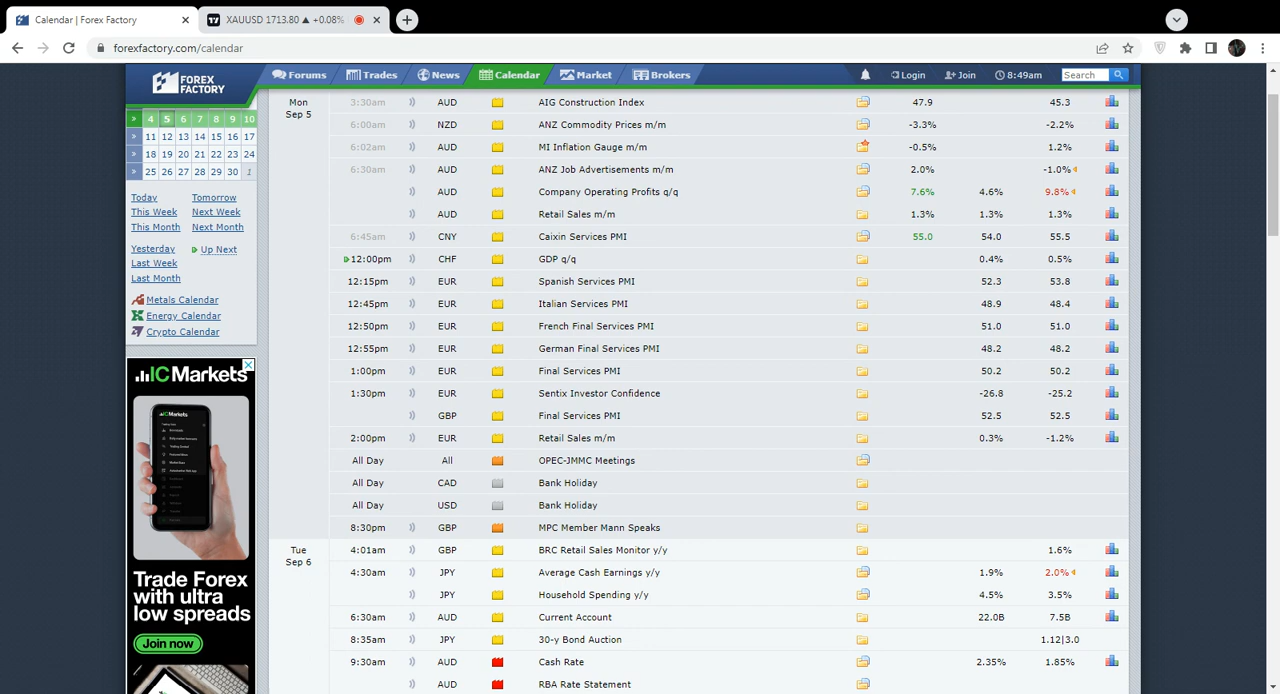 Calendar | Forex Factory
XAUUSD 1713.80 ▲ +0.08%
forexfactory.com/calendar
FOREX FACTORY
Forums Trades News Calendar Market Brokers Login Join 8:49am Search
» 4 5 6 7 8 9 10
» 11 12 13 14 15 16 17
» 18 19 20 21 22 23 24
» 25 26 27 28 29 30 1
Today Tomorrow
This Week Next Week
This Month Next Month
Yesterday Up Next
Last Week
Last Month
Metals Calendar
Energy Calendar
Crypto Calendar
IC Markets
Trade Forex
with ultra
low spreads
Join now
Mon
Sep 5
3:30am AUD AIG Construction Index 47.9 45.3
6:00am NZD ANZ Commodity Prices m/m -3.3% -2.2%
6:02am AUD MI Inflation Gauge m/m -0.5% 1.2%
6:30am AUD ANZ Job Advertisements m/m 2.0% -1.0%
AUD Company Operating Profits q/q 7.6% 4.6% 9.8%
AUD Retail Sales m/m 1.3% 1.3% 1.3%
6:45am CNY Caixin Services PMI 55.0 54.0 55.5
12:00pm CHF GDP q/q 0.4% 0.5%
12:15pm EUR Spanish Services PMI 52.3 53.8
12:45pm EUR Italian Services PMI 48.9 48.4
12:50pm EUR French Final Services PMI 51.0 51.0
12:55pm EUR German Final Services PMI 48.2 48.2
1:00pm EUR Final Services PMI 50.2 50.2
1:30pm EUR Sentix Investor Confidence -26.8 -25.2
GBP Final Services PMI 52.5 52.5
2:00pm EUR Retail Sales m/m 0.3% 1.2%
All Day OPEC-JMMC Meetings
All Day CAD Bank Holiday
All Day USD Bank Holiday
8:30pm GBP MPC Member Mann Speaks
Tue
Sep 6
4:01am GBP BRC Retail Sales Monitor y/y 1.6%
4:30am JPY Average Cash Earnings y/y 1.9% 2.0%
JPY Household Spending y/y 4.5% 3.5%
6:30am AUD Current Account 22.0B 7.5B
8:35am JPY 30-y Bond Auction 1.12|3.0
9:30am AUD Cash Rate 2.35% 1.85%
AUD RBA Rate Statement